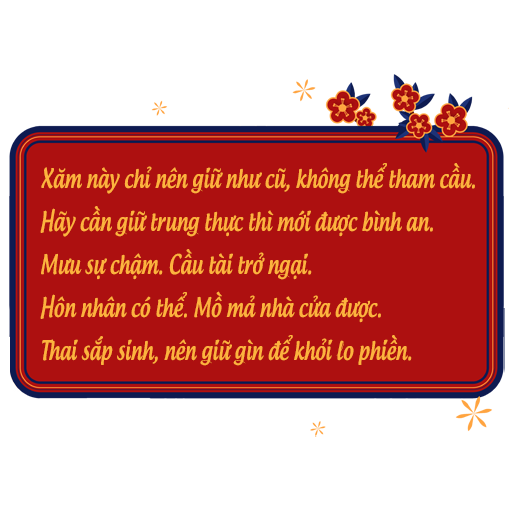 Xăm này chỉ nên giữ như cũ, không thể tham cầu.
Hãy cần giữ trung thực thì mới được bình an.
Mưu sự chậm. Cầu tài trở ngại.
Hôn nhân có thể. Mồ mả nhà cửa được.
Thai sắp sinh, nên giữ gìn để khỏi lo phiền.